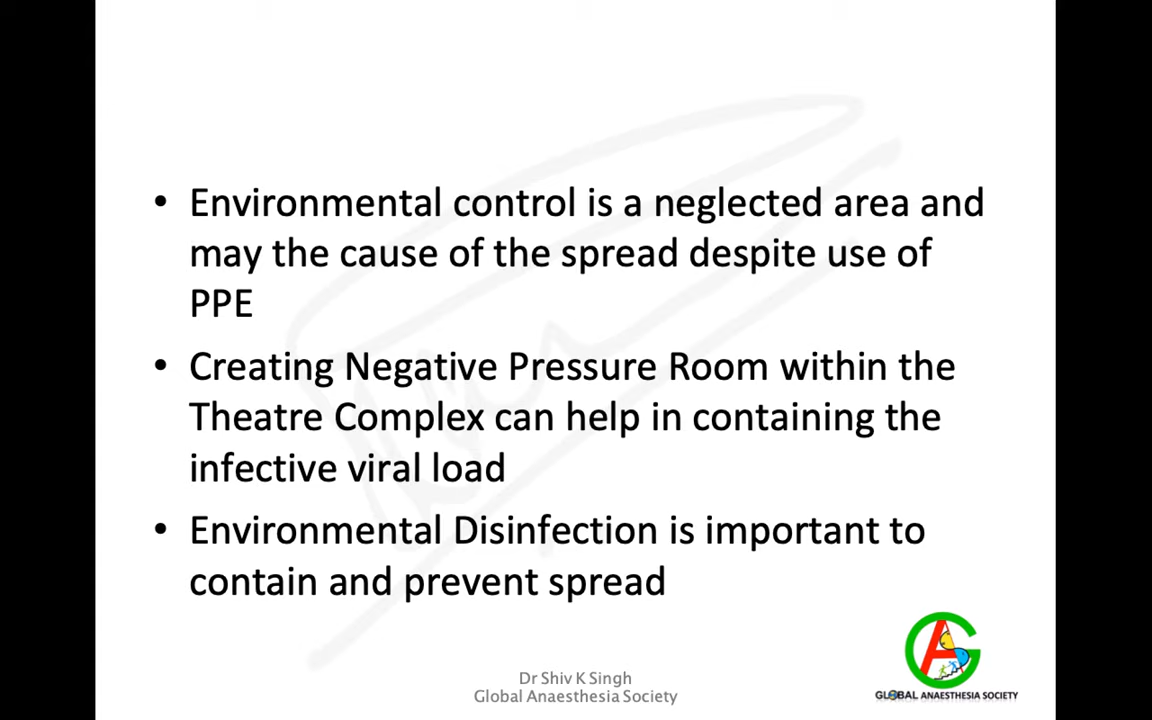 • Environmental control is a neglected area and
may the cause of the spread despite use of
PPE
• Creating Negative Pressure Room within the
Theatre Complex can help in containing the
infective viral load
• Environmental Disinfection is important to
contain and prevent spread
Dr Shiv K Singh
Global Anaesthesia Society
AG
GLOBAL ANAESTHESIA SOCIETY